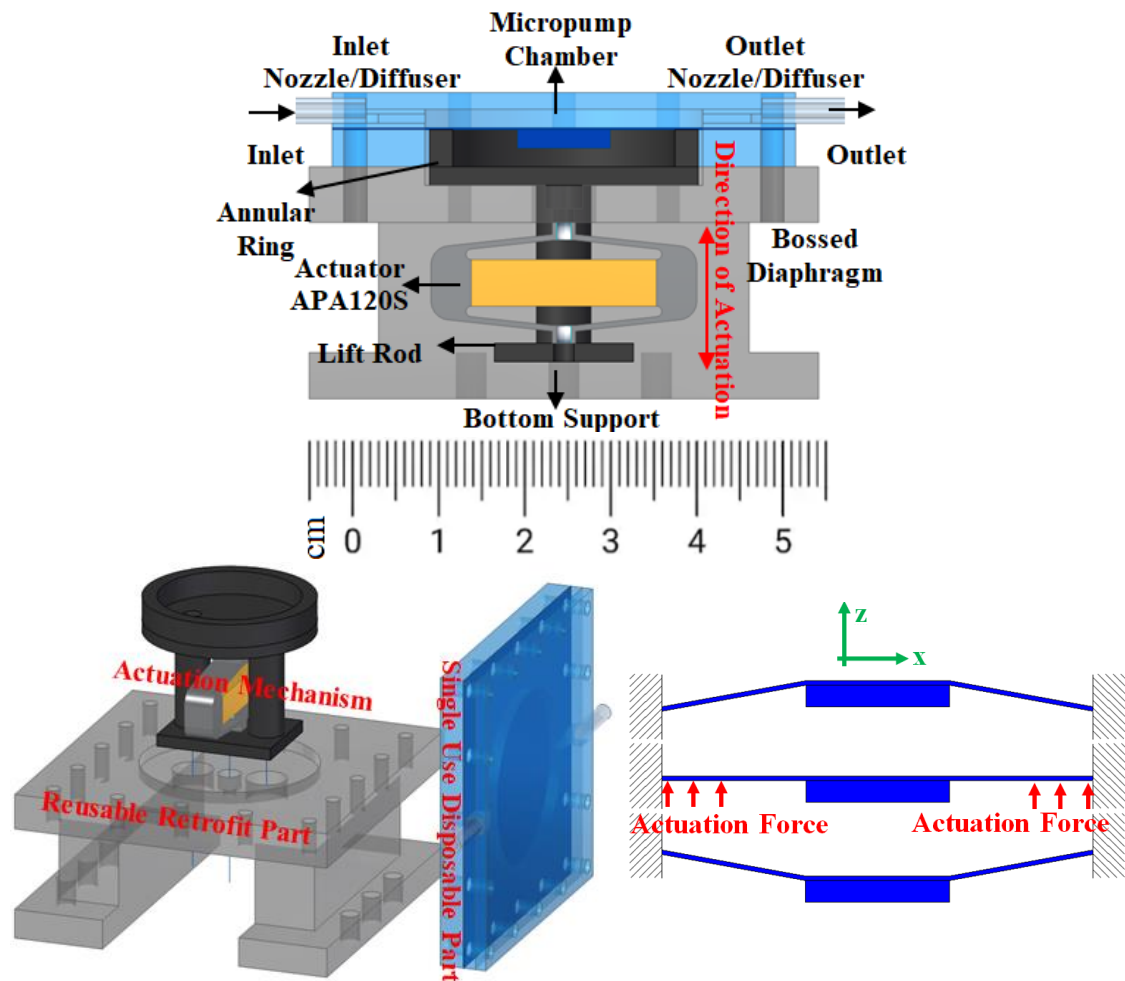 Micropump
Chamber
Inlet
Nozzle/Diffuser
Outlet
Nozzle/Diffuser
Inlet
Outlet
Annular
Ring
Bossed
Diaphragm
Direction of Actuation
Actuator
APA120S
Lift Rod
Bottom Support
cm
0 1 2 3 4 5
Actuation Mechanism
Reusable Retrofit Part
Single Use Disposable Part
z
x
Actuation Force
Actuation Force